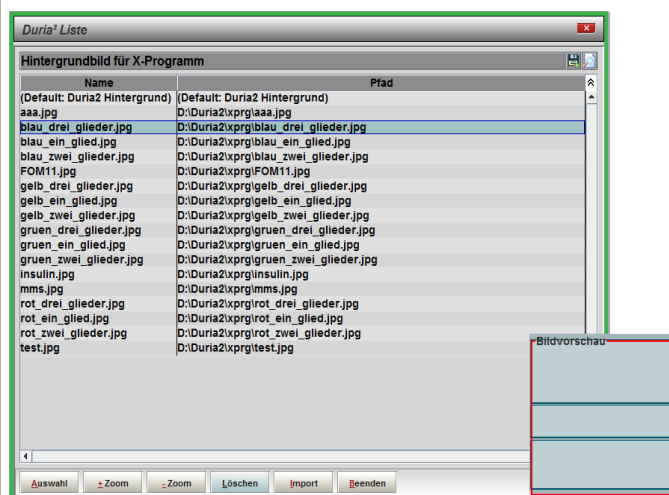 Duria² Liste
Hintergrundbild für X-Programm
Name Pfad
(Default: Duria2 Hintergrund) (Default: Duria2 Hintergrund)
aaa.jpg D:\Duria2\xprg\aaa.jpg
blau_drei_glieder.jpg D:\Duria2\xprg\blau_drei_glieder.jpg
blau_ein_glied.jpg D:\Duria2\xprg\blau_ein_glied.jpg
blau_zwei_glieder.jpg D:\Duria2\xprg\blau_zwei_glieder.jpg
FOM11.jpg D:\Duria2\xprg\FOM11.jpg
gelb_drei_glieder.jpg D:\Duria2\xprg\gelb_drei_glieder.jpg
gelb_ein_glied.jpg D:\Duria2\xprg\gelb_ein_glied.jpg
gelb_zwei_glieder.jpg D:\Duria2\xprg\gelb_zwei_glieder.jpg
gruen_drei_glieder.jpg D:\Duria2\xprg\gruen_drei_glieder.jpg
gruen_ein_glied.jpg D:\Duria2\xprg\gruen_ein_glied.jpg
gruen_zwei_glieder.jpg D:\Duria2\xprg\gruen_zwei_glieder.jpg
insulin.jpg D:\Duria2\xprg\insulin.jpg
mms.jpg D:\Duria2\xprg\mms.jpg
rot_drei_glieder.jpg D:\Duria2\xprg\rot_drei_glieder.jpg
rot_ein_glied.jpg D:\Duria2\xprg\rot_ein_glied.jpg
rot_zwei_glieder.jpg D:\Duria2\xprg\rot_zwei_glieder.jpg
test.jpg D:\Duria2\xprg\test.jpg
Bildvorschau
Auswahl + Zoom - Zoom Löschen Import Beenden